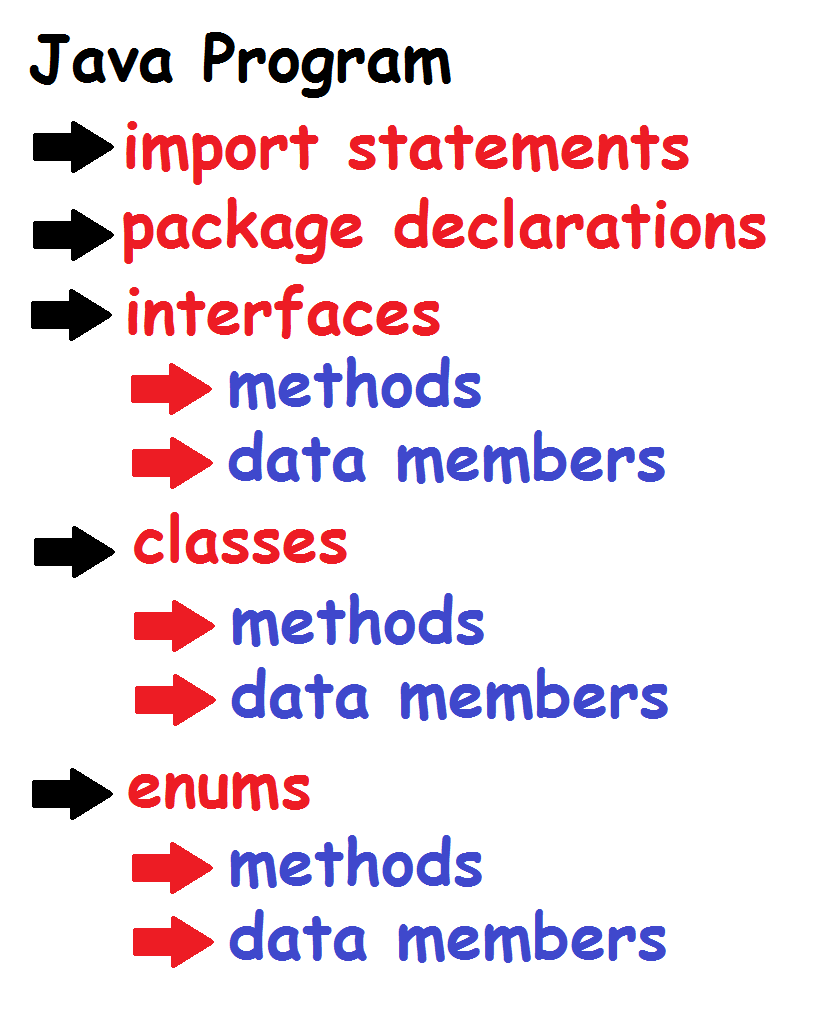 Java Program
import statements
package declarations
interfaces
methods
data members
classes
methods
data members
enums
methods
data members